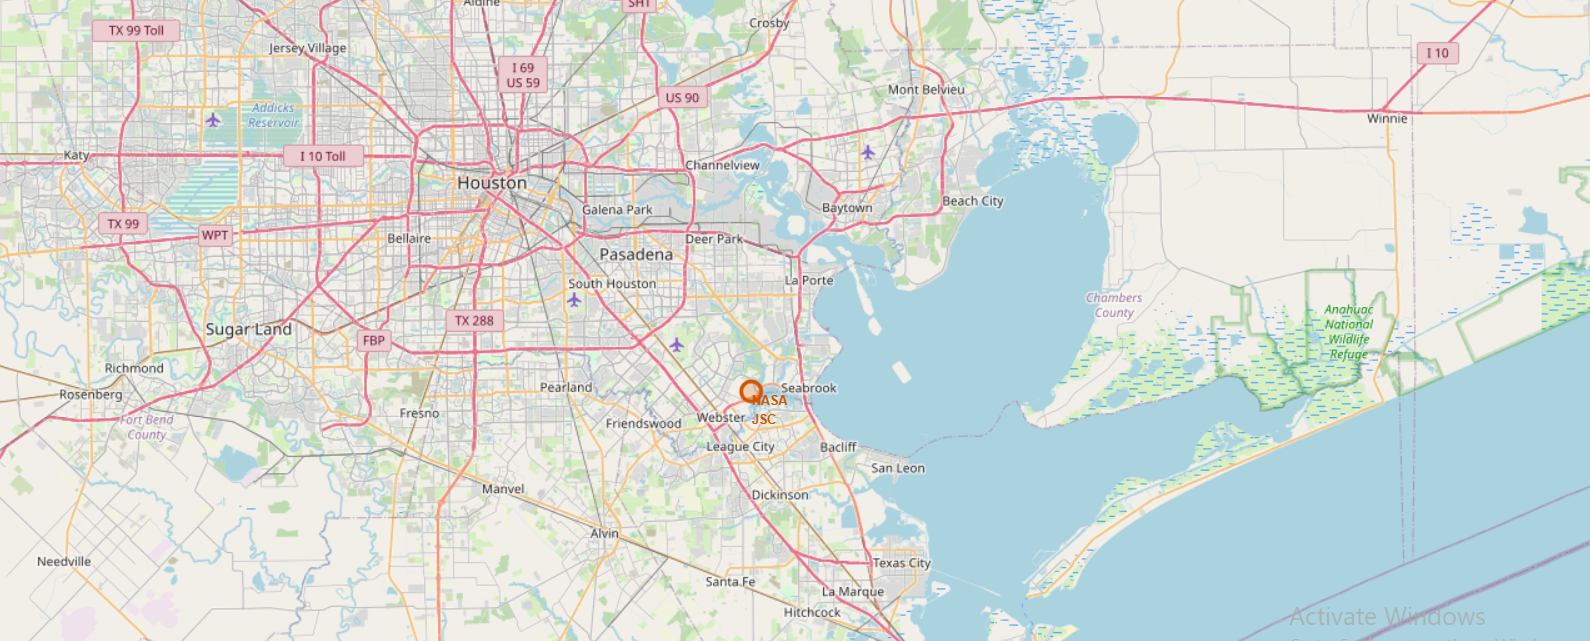 Aldine
SH1
TX 99 Toll
Crosby
Jersey Village
I 10
I 69
US 59
Mont Belvieu
US 90
Addicks
Reservoir
Winnie
Katy
I 10 Toll
Channelview
Houston
Beach City
Baytown
Galena Park
TX 99
WPT
Bellaire
Deer Park
Pasadena
La Porte
South Houston
Chambers
County
Anahuac
National
Wildlife
Refuge
TX 288
Sugar Land
FBP
Richmond
Pearland
Seabrook
Rosenberg
NASA
JSC
Fresno
Webster
Fort Bend
County
Friendswood
League City
Bacliff
San Leon
Manvel
Dickinson
Alvin
Needville
Texas City
Santa Fe
La Marque
Hitchcock
Activate Windows